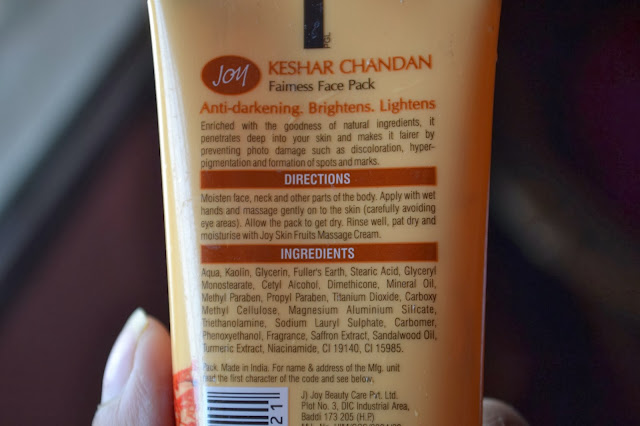 Joy KESHAR CHANDAN
Fairness Face Pack
Anti-darkening. Brightens. Lightens
Enriched with the goodness of natural ingredients, it
penetrates deep into your skin and makes it fairer by
preventing photo damage such as discoloration, hyper-
pigmentation and formation of spots and marks.
DIRECTIONS
Moisten face, neck and other parts of the body. Apply with wet
hands and massage gently on to the skin (carefully avoiding
eye areas). Allow the pack to get dry. Rinse well, pat dry and
moisturise with Joy Skin Fruits Massage Cream.
INGREDIENTS
Aqua, Kaolin, Glycerin, Fuller's Earth, Stearic Acid, Glyceryl
Monostearate, Cetyl Alcohol, Dimethicone, Mineral Oil,
Methyl Paraben, Propyl Paraben, Titanium Dioxide, Carboxy
Methyl Cellulose, Magnesium Aluminium Silicate,
Triethanolamine, Sodium Lauryl Sulphate, Carbomer,
Phenoxyethanol, Fragrance, Saffron Extract, Sandalwood Oil,
Turmeric Extract, Niacinamide, CI 19140, CI 15985.
Pack. Made in India. For name & address of the Mfg. unit
read the first character of the code and see below.
J) Joy Beauty Care Pvt. Ltd.
Plot No. 3, DIC Industrial Area,
Baddi 173 205 (H.P)
21